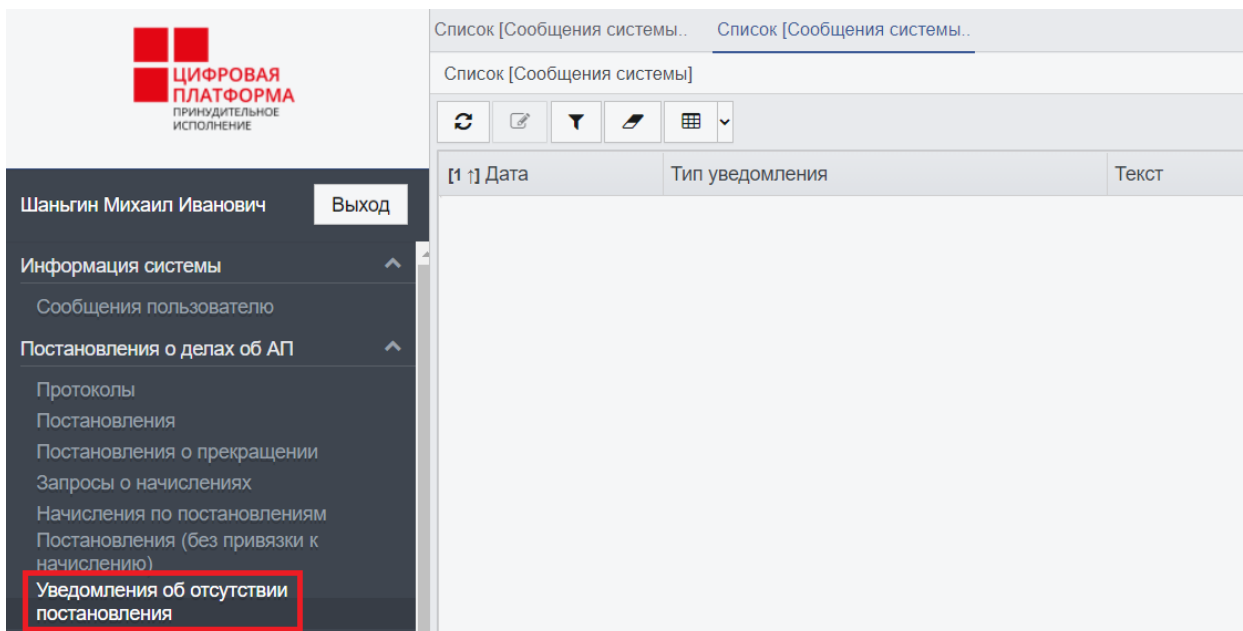 ЦИФРОВАЯ
ПЛАТФОРМА
ПРИНУДИТЕЛЬНОЕ
ИСПОЛНЕНИЕ
Шаньгин Михаил Иванович
Выход
Информация системы
Сообщения пользователю
Постановления о делах об АП
Протоколы
Постановления
Постановления о прекращении
Запросы о начислениях
Начисления по постановлениям
Постановления (без привязки к
начислению)
Уведомления об отсутствии
постановления
Список [Сообщения системы.. Список [Сообщения системы..
Список [Сообщения системы]
[1 ↑] Дата Тип уведомления Текст